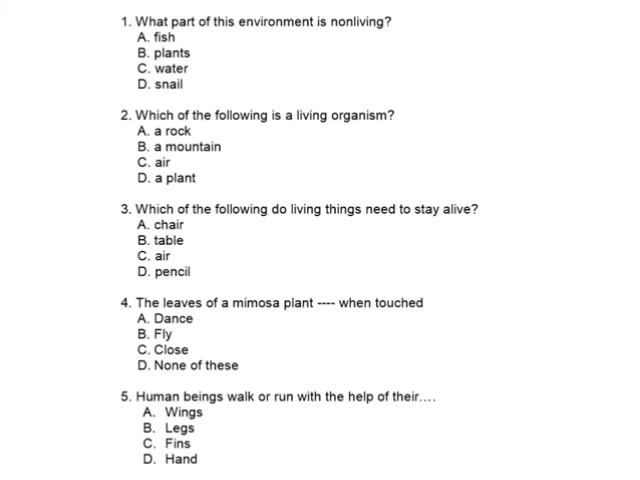 1. What part of this environment is nonliving?
A. fish
B. plants
C. water
D. snail
2. Which of the following is a living organism?
A. a rock
B. a mountain
C. air
D. a plant
3. Which of the following do living things need to stay alive?
A. chair
B. table
C. air
D. pencil
4. The leaves of a mimosa plant ---- when touched
A. Dance
B. Fly
C. Close
D. None of these
5. Human beings walk or run with the help of their....
A. Wings
B. Legs
C. Fins
D. Hand